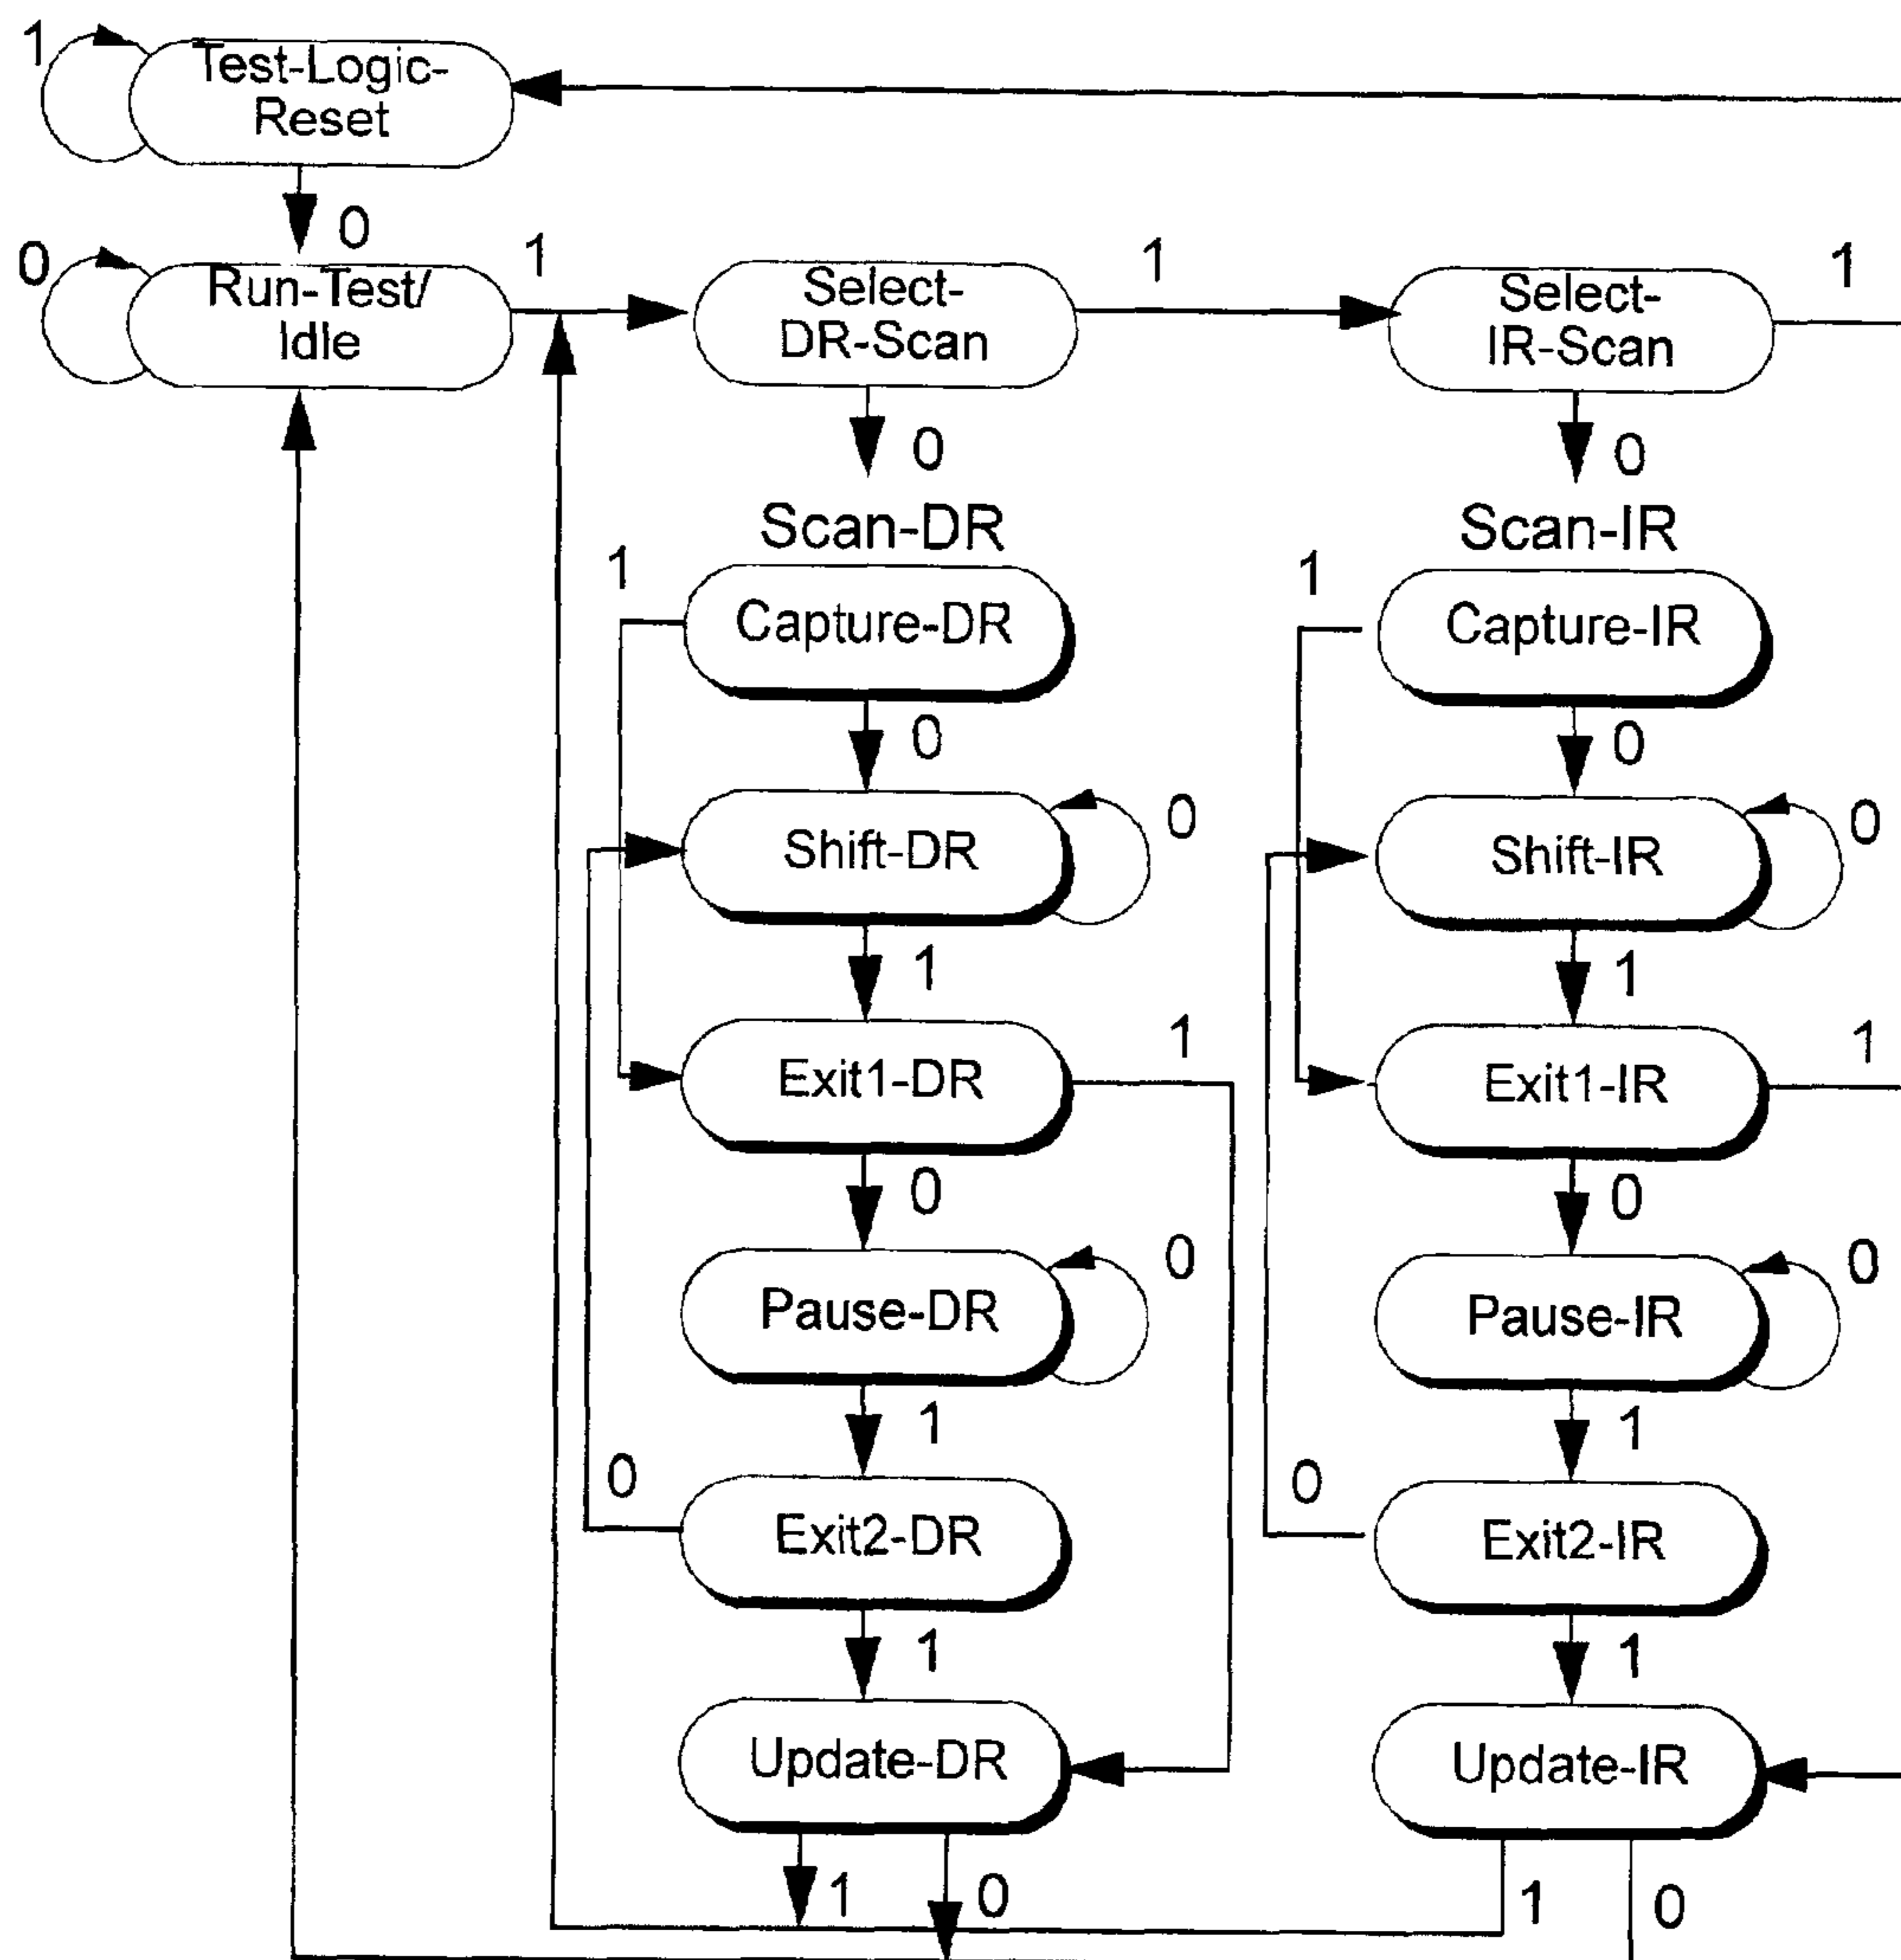 1
Test-Logic-
Reset
0
0
Run-Test/
Idle
1
Select-
DR-Scan
1
Select-
IR-Scan
1
0
0
Scan-DR
Scan-IR
1
Capture-DR
1
Capture-IR
0
0
Shift-DR
0
Shift-IR
0
1
1
Exit1-DR
1
Exit1-IR
1
0
0
Pause-DR
0
Pause-IR
0
1
1
0
Exit2-DR
0
Exit2-IR
1
1
Update-DR
Update-IR
1
0
1
0